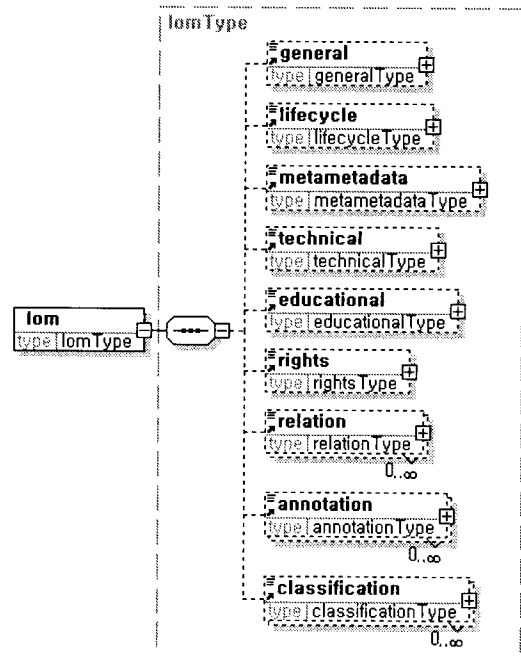 lomType
general
type generalType
lifecycle
type lifecycleType
metametadata
type metametadataType
technical
type technicalType
educational
type educationalType
lom
type lomType
rights
type rightsType
relation
type relationType
0..∞
annotation
type annotationType
0..∞
classification
type classificationType
0..∞